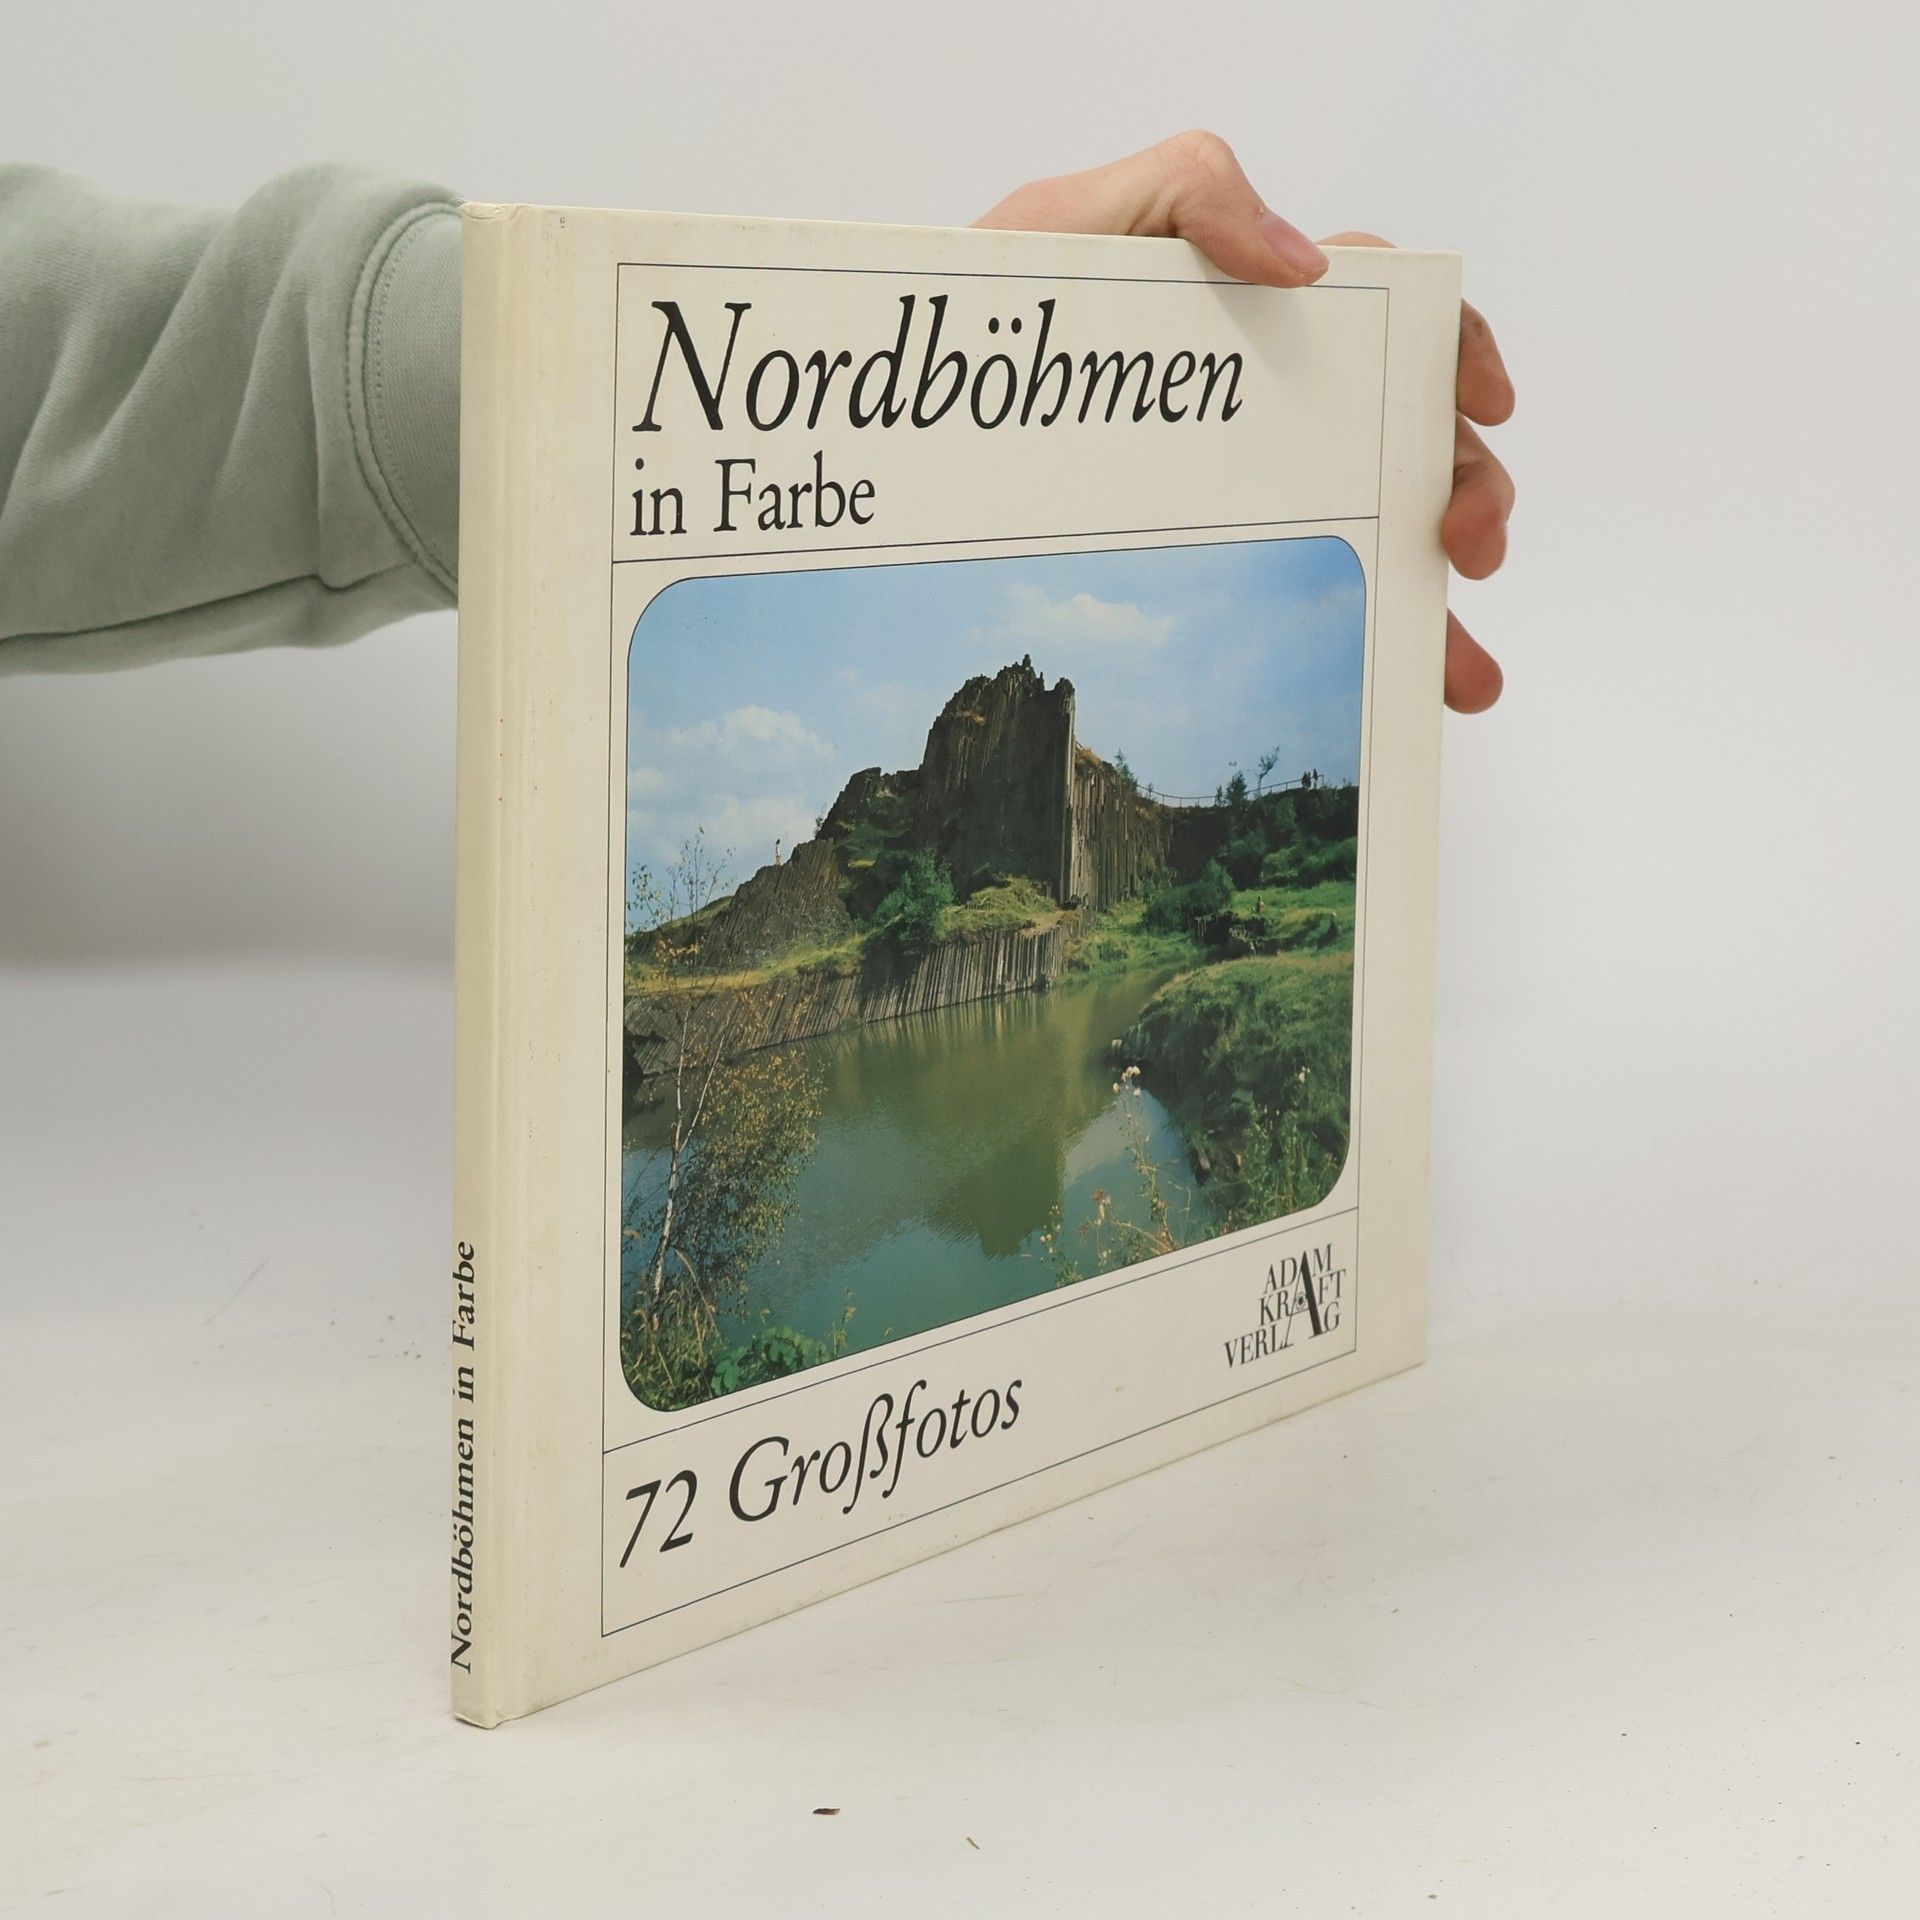 Nordböhmen
in Farbe
ADAM
KRAFT
VERLAG
72 Großfotos
Nordböhmen in Farbe